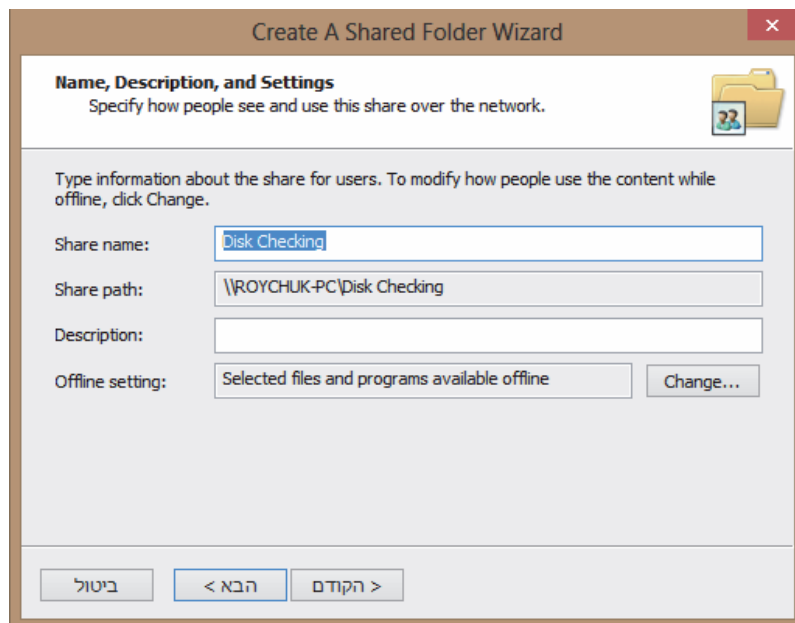 Create A Shared Folder Wizard
Name, Description, and Settings
Specify how people see and use this share over the network.
Type information about the share for users. To modify how people use the content while
offline, click Change.
Share name: Disk Checking
Share path: \\ROYCHUK-PC\Disk Checking
Description:
Offline setting: Selected files and programs available offline Change...
< הקודם הבא > ביטול